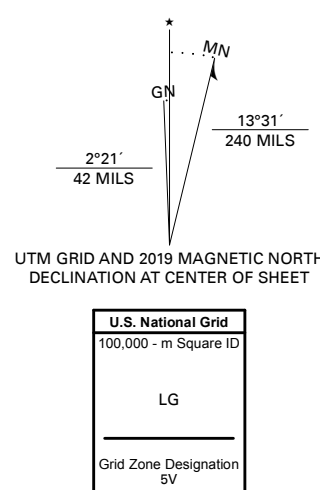 ★
MN
GN
13°31´
240 MILS
2°21´
42 MILS
UTM GRID AND 2019 MAGNETIC NORTH
DECLINATION AT CENTER OF SHEET
U.S. National Grid
100,000 - m Square ID
LG
Grid Zone Designation
5V